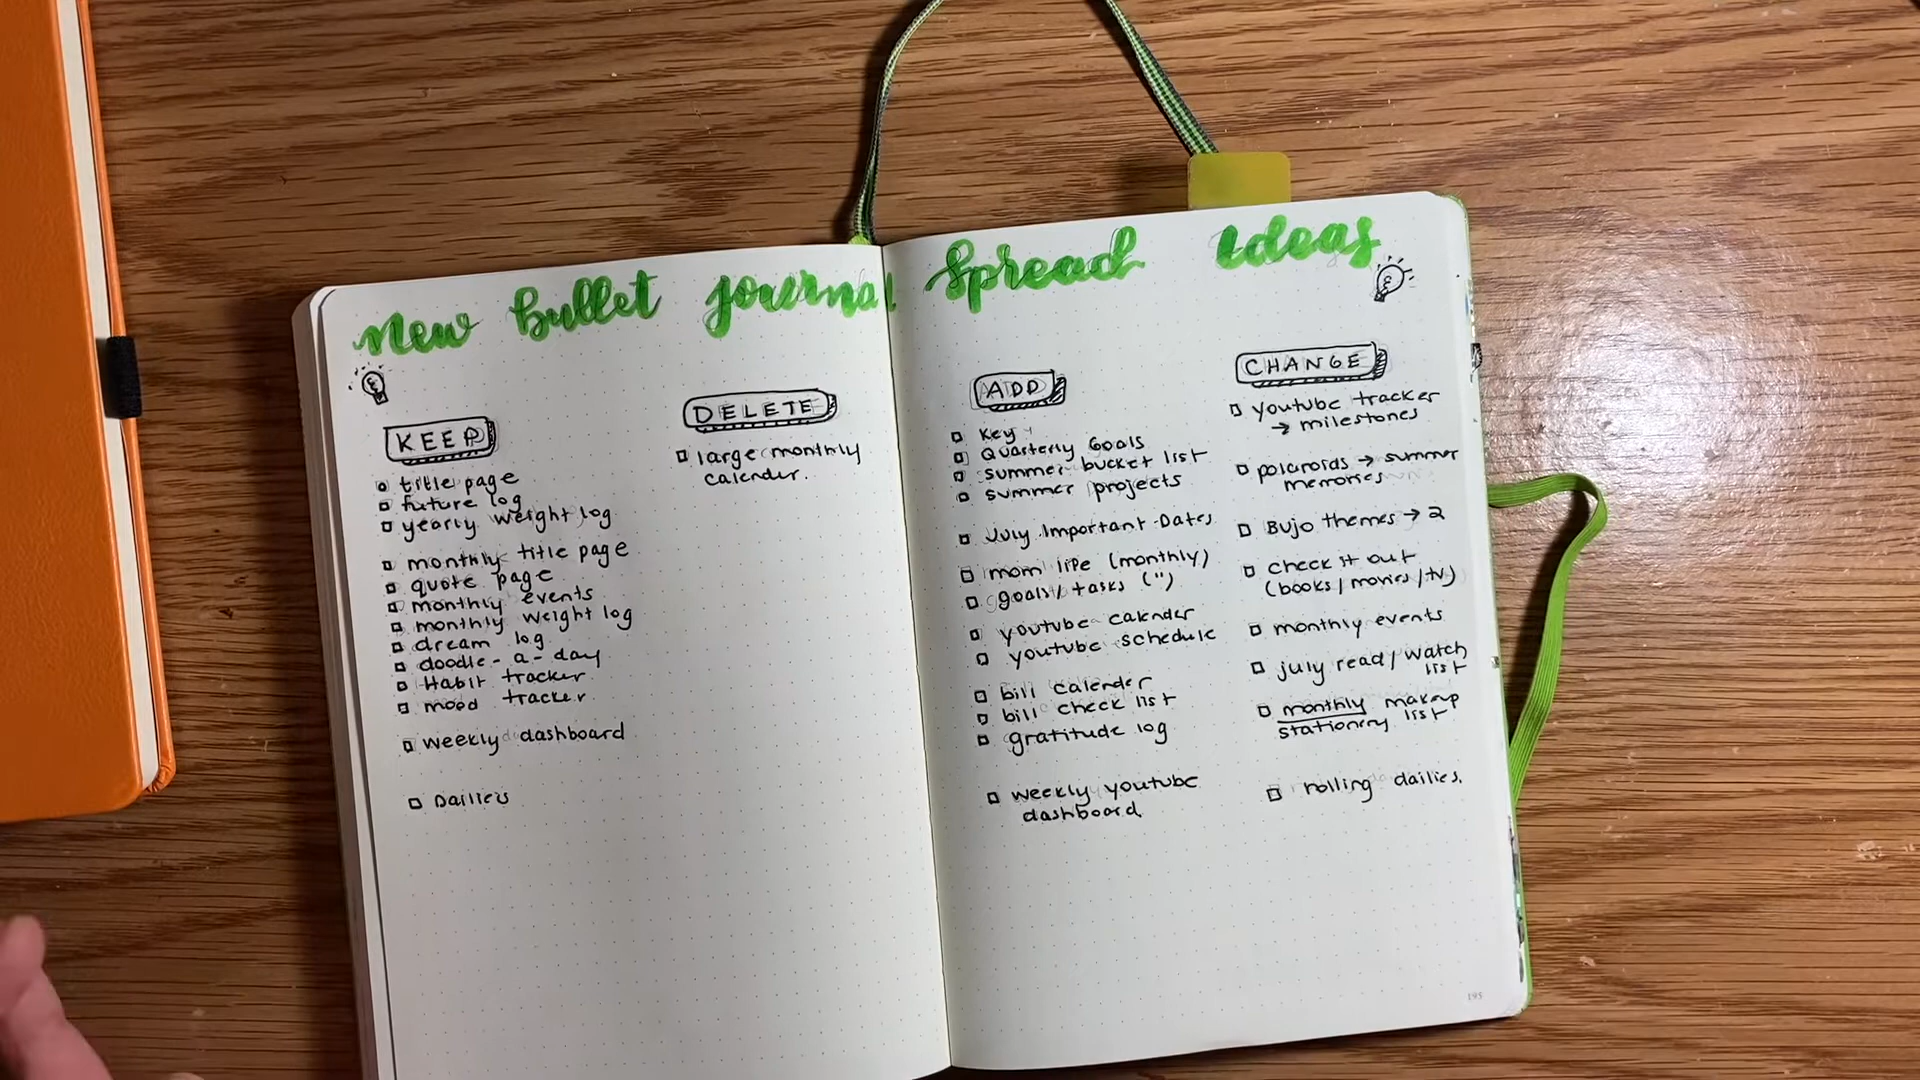 New bullet journal Spread Ideas
KEEP
title page
future log
yearly weight log
monthly title page
quote page
monthly events
monthly weight log
dream log
doodle-a-day
Habit tracker
mood tracker
weekly dashboard
Dailies
DELETE
large monthly
calender.
ADD
Key
Quarterly Goals
summer bucket list
summer projects
July Important Dates
mom life (monthly)
goals/tasks (")
youtube calender
youtube schedule
bill calender
bill check list
gratitude log
weekly youtube
dashboard
CHANGE
youtube tracker
→ milestones
polaroids → summer
memories
Bujo themes → 2
check it out
(books/movies/tv)
monthly events
july read/watch
list
monthly makeup
stationery list
rolling dailies.
195